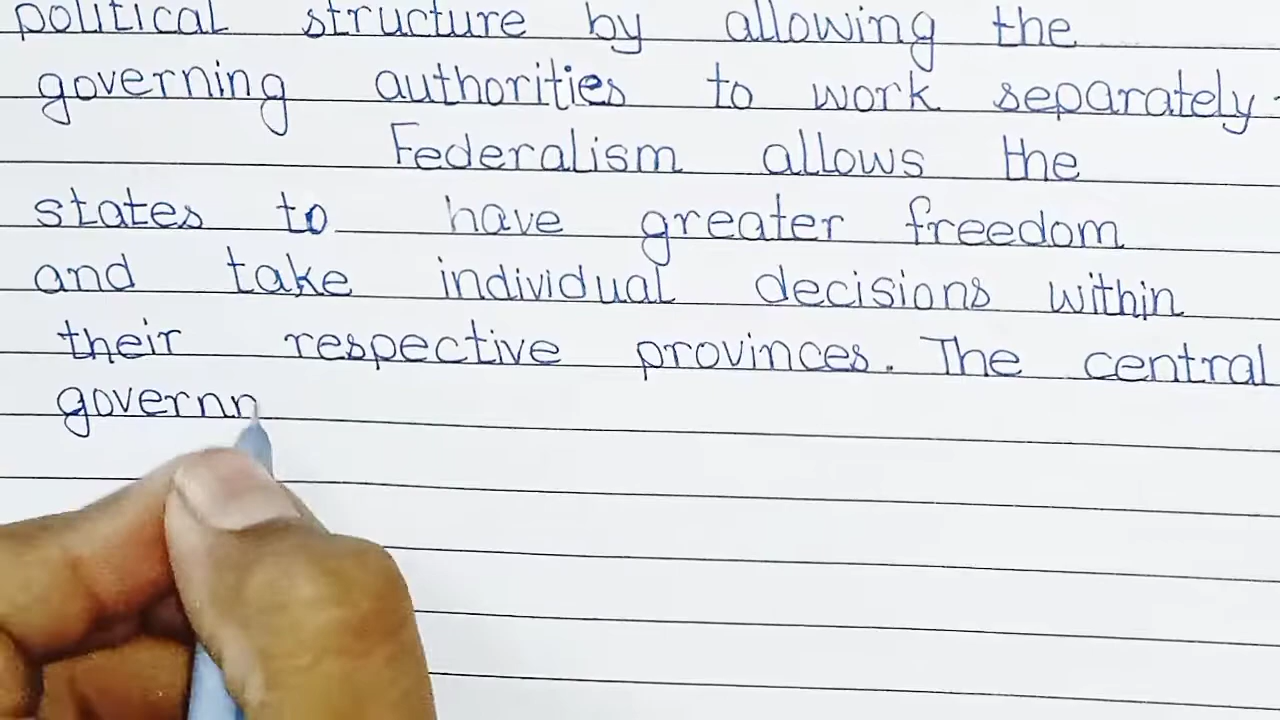 political structure by allowing the
governing authorities to work separately.
Federalism allows the
states to have greater freedom
and take individual decisions within
their respective provinces. The central
governn